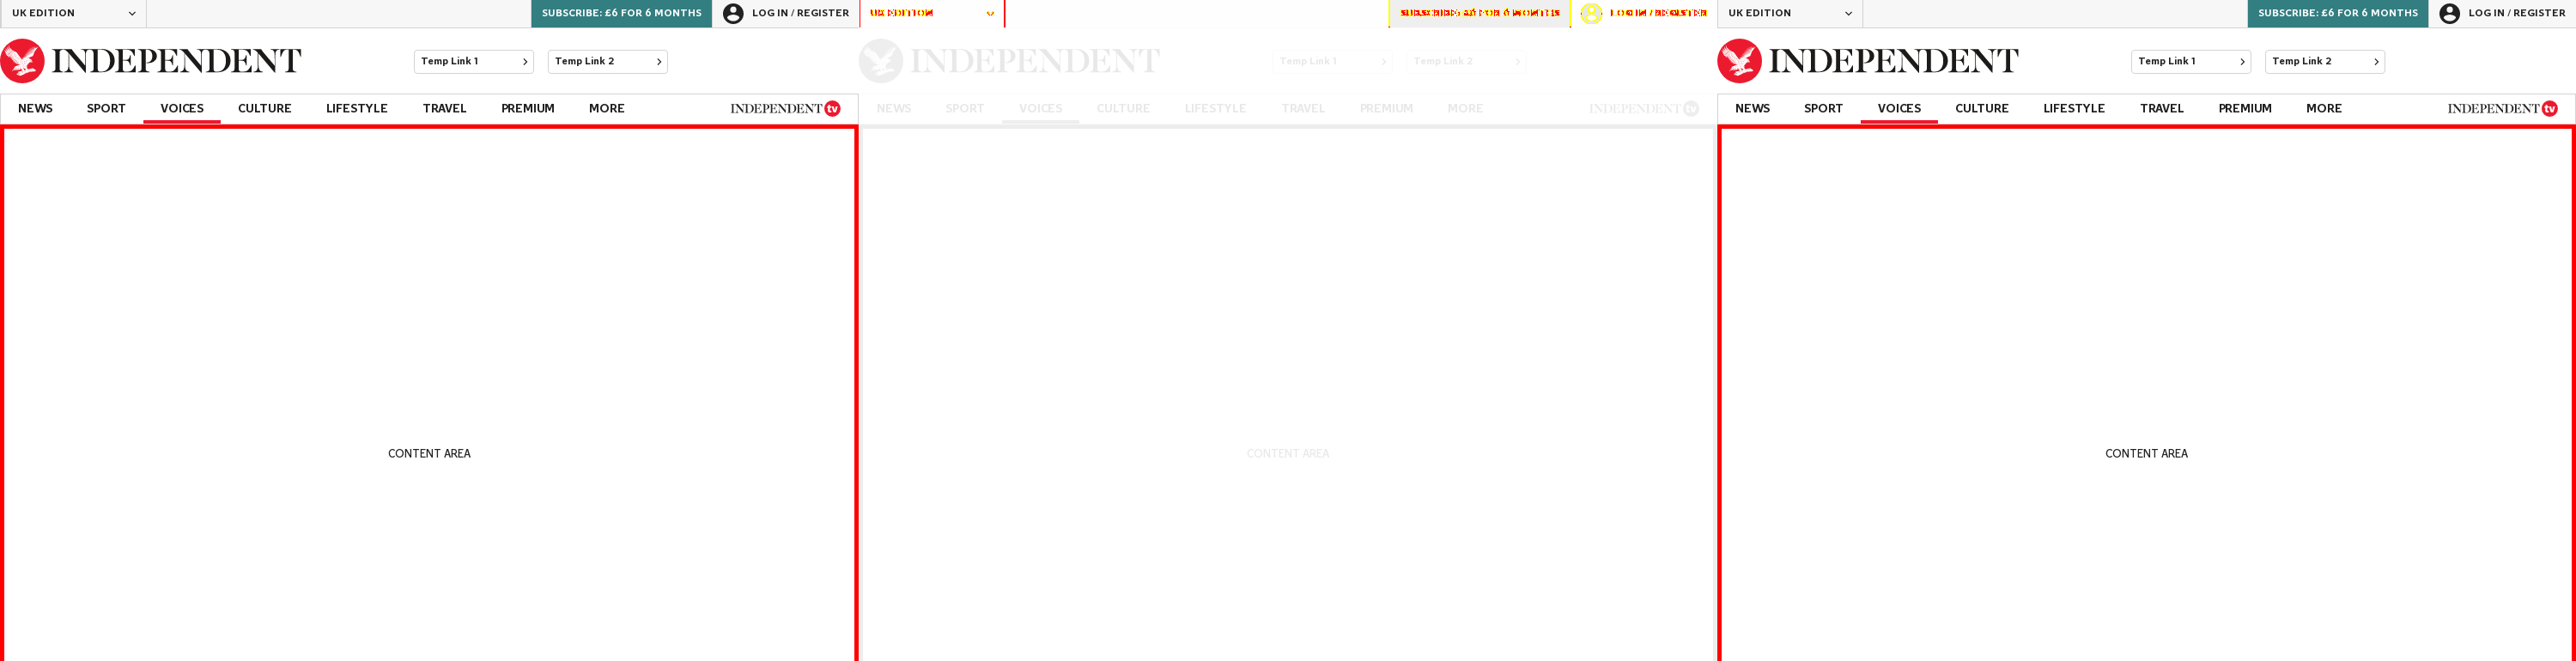 UK EDITION SUBSCRIBE: £6 FOR 6 MONTHS LOG IN / REGISTER
INDEPENDENT Temp Link 1 Temp Link 2
NEWS SPORT VOICES CULTURE LIFESTYLE TRAVEL PREMIUM MORE INDEPENDENT tv
CONTENT AREA
UK EDITION SUBSCRIBE: £6 FOR 6 MONTHS LOG IN / REGISTER
INDEPENDENT Temp Link 1 Temp Link 2
NEWS SPORT VOICES CULTURE LIFESTYLE TRAVEL PREMIUM MORE INDEPENDENT tv
CONTENT AREA
UK EDITION SUBSCRIBE: £6 FOR 6 MONTHS LOG IN / REGISTER
INDEPENDENT Temp Link 1 Temp Link 2
NEWS SPORT VOICES CULTURE LIFESTYLE TRAVEL PREMIUM MORE INDEPENDENT tv
CONTENT AREA